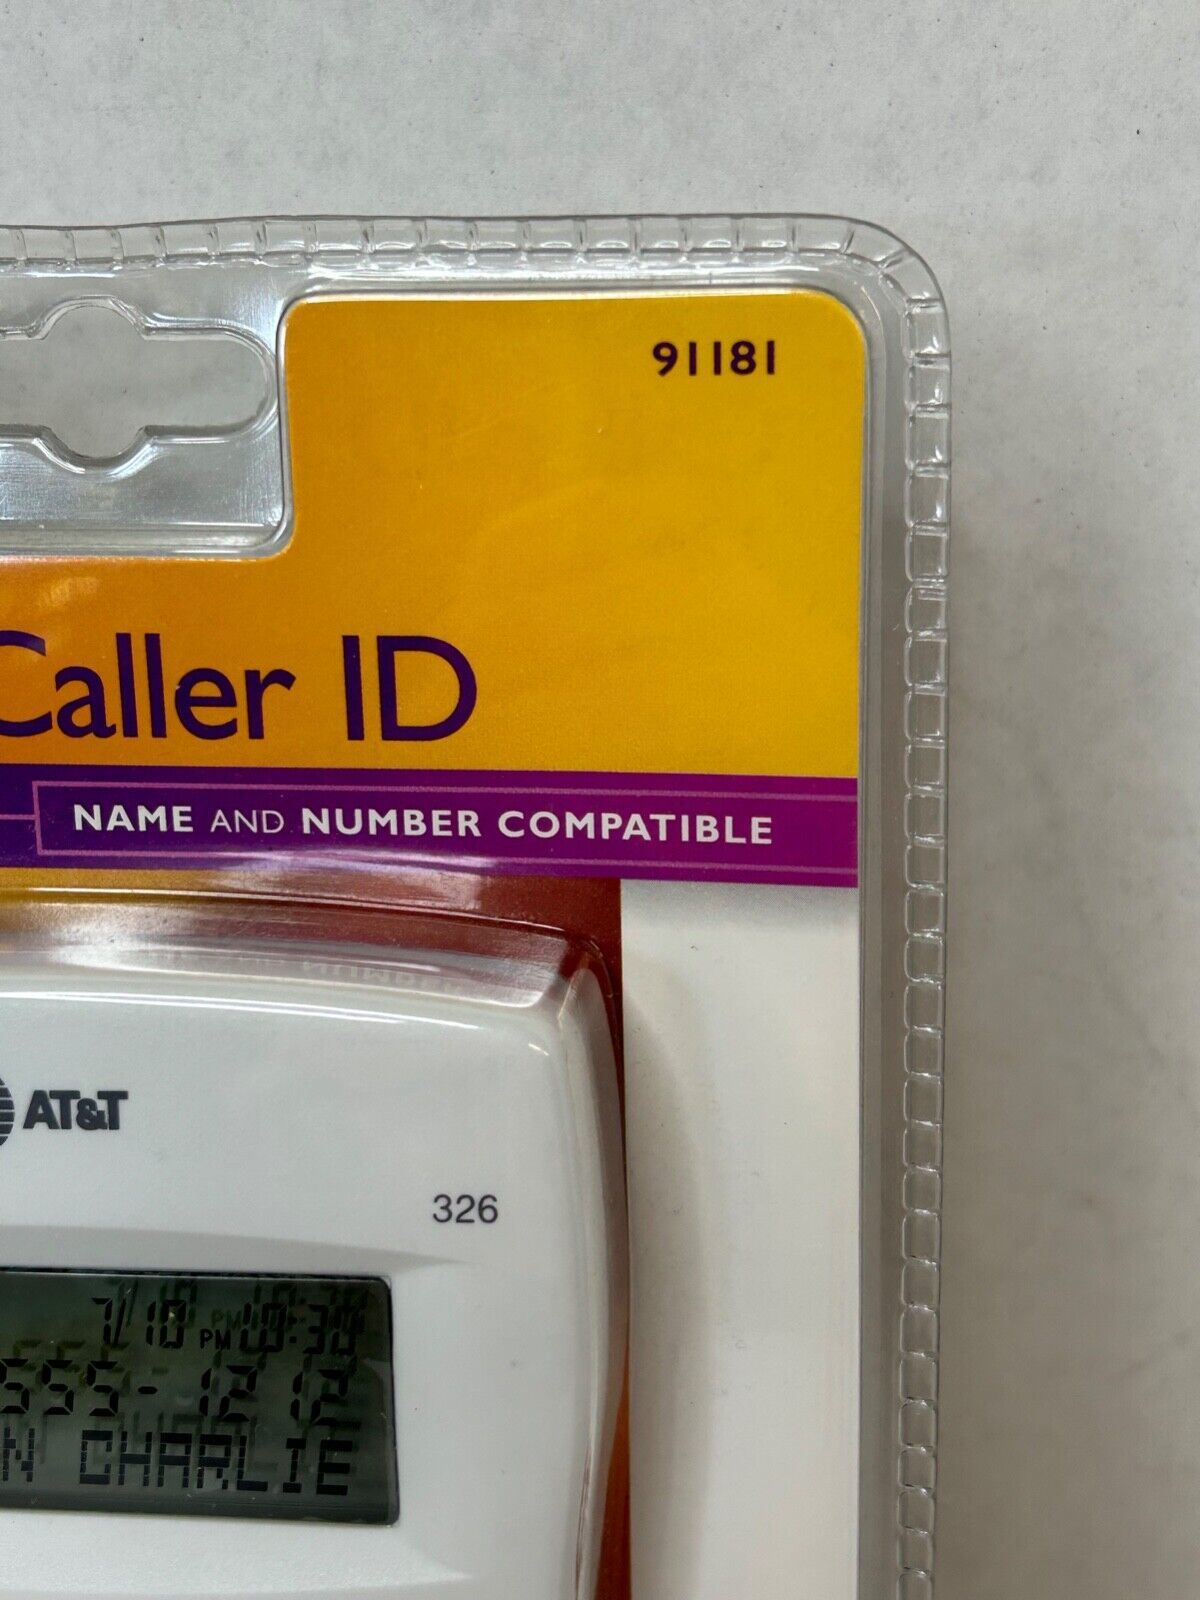 91181
Caller ID
NAME AND NUMBER COMPATIBLE
AT&T
326
7/10 PM 10:30
555-1212
N CHARLIE